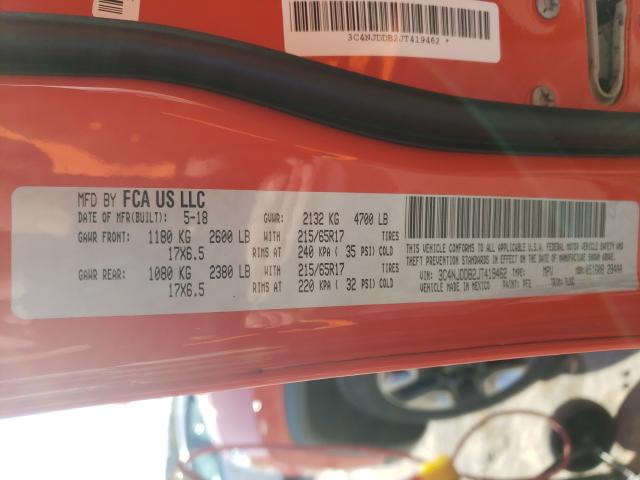 3C4NJDDB2JT419462 *
MFD BY FCA US LLC
DATE OF MFR(BUILT): 5-18 GVWR: 2132 KG 4700 LB
GAWR FRONT: 1180 KG 2600 LB WITH 215/65R17 TIRES
17X6.5 RIMS AT 240 KPA ( 35 PSI) COLD
GAWR REAR: 1080 KG 2380 LB WITH 215/65R17 TIRES
17X6.5 RIMS AT 220 KPA ( 32 PSI) COLD
THIS VEHICLE CONFORMS TO ALL APPLICABLE U.S.A. FEDERAL MOTOR VEHICLE SAFETY AND
THEFT PREVENTION STANDARDS IN EFFECT ON THE DATE OF MANUFACTURE SHOWN ABOVE.
VIN: 3C4NJDDB2JT419462 TYPE: MPV
VEHICLE MADE IN MEXICO PAINT: TRIM: